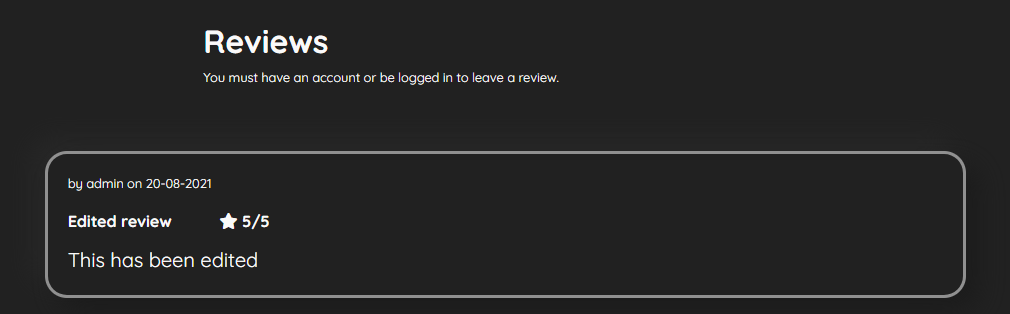 Reviews
You must have an account or be logged in to leave a review.
by admin on 20-08-2021
Edited review ★ 5/5
This has been edited